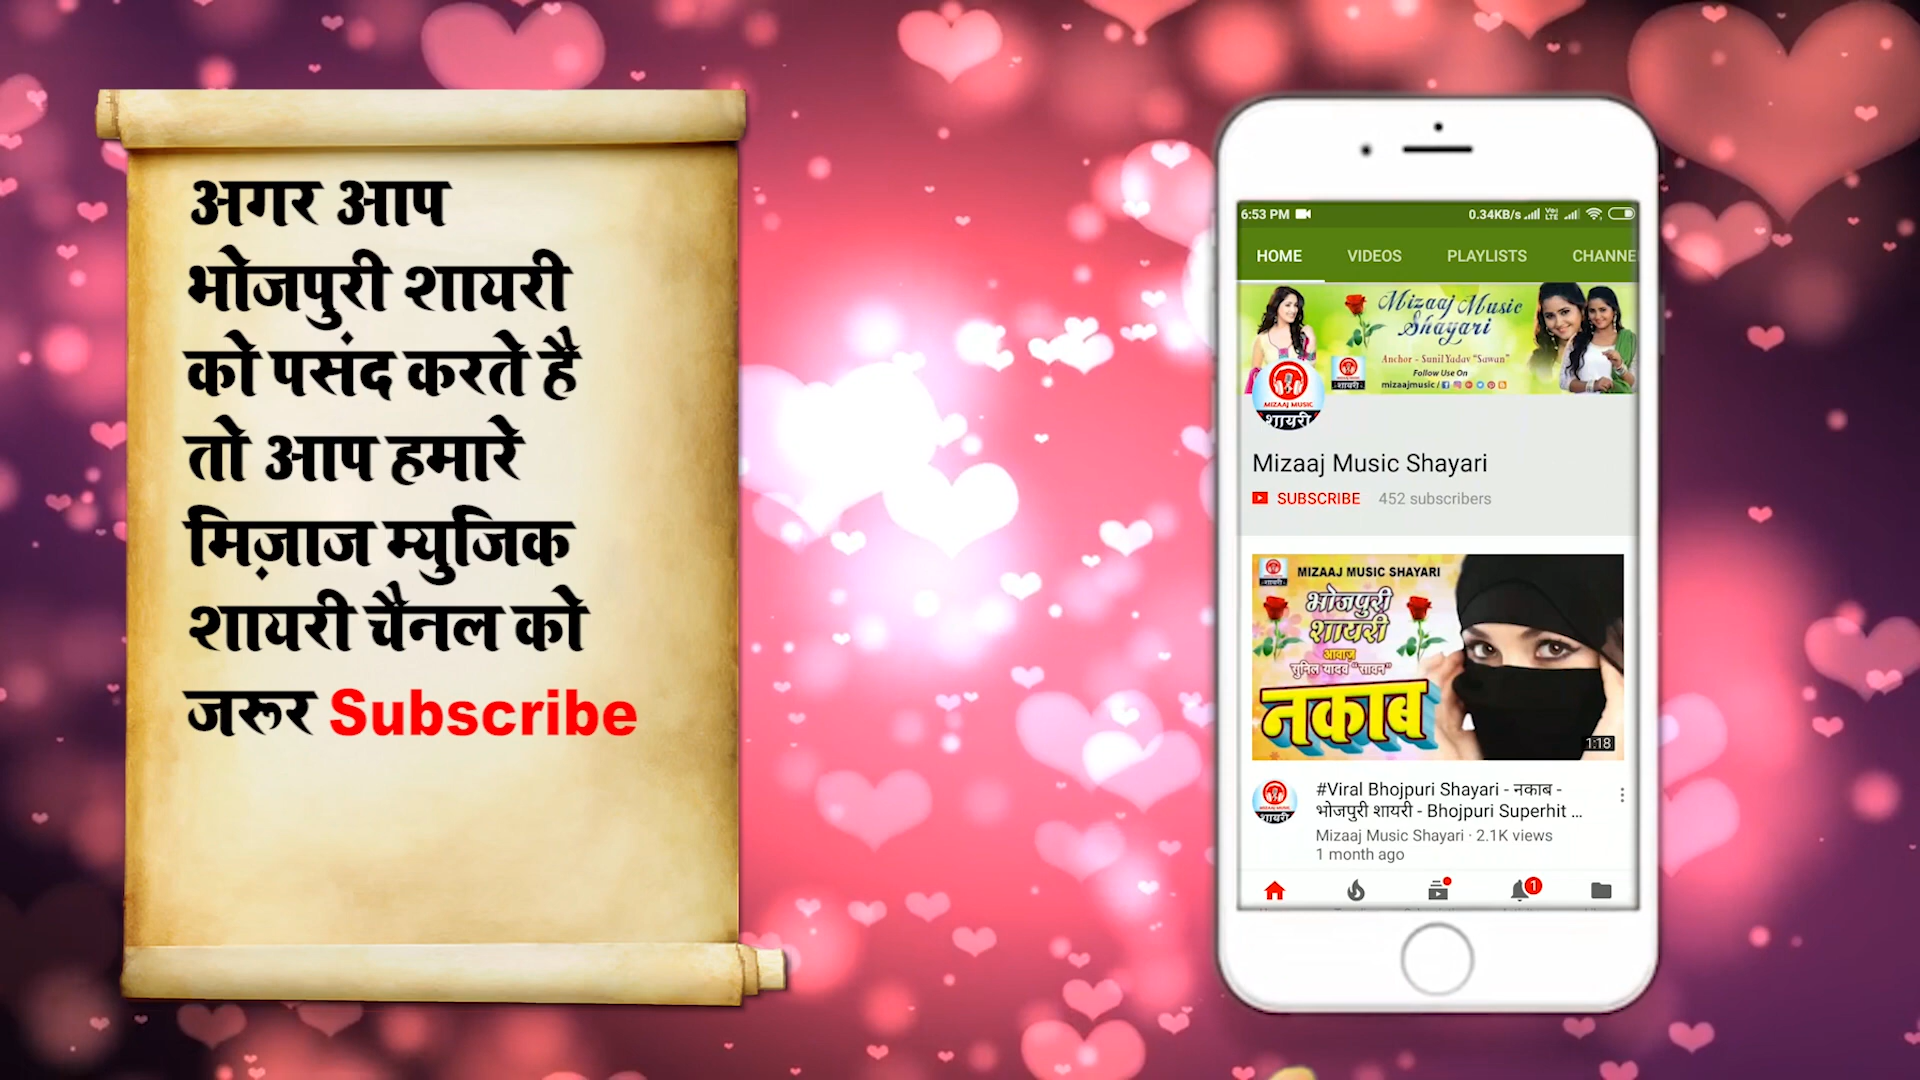 अगर आप
भोजपुरी शायरी
को पसंद करते है
तो आप हमारे
मिज़ाज म्युजिक
शायरी चैनल को
जरूर Subscribe
6:53 PM 0.34KB/s
HOME VIDEOS PLAYLISTS CHANNE
Mizaaj Music
Shayari
Anchor - Sunil Yadav "Sawan"
Follow Use On
mizaajmusic /
शायरी
MIZAAJ MUSIC
शायरी
Mizaaj Music Shayari
SUBSCRIBE 452 subscribers
MIZAAJ MUSIC SHAYARI
भोजपुरी
शायरी
आवाज़
सुनिल यादव "सावन"
नकाब
1:18
#Viral Bhojpuri Shayari - नकाब -
भोजपुरी शायरी - Bhojpuri Superhit ...
Mizaaj Music Shayari · 2.1K views
1 month ago
शायरी
1